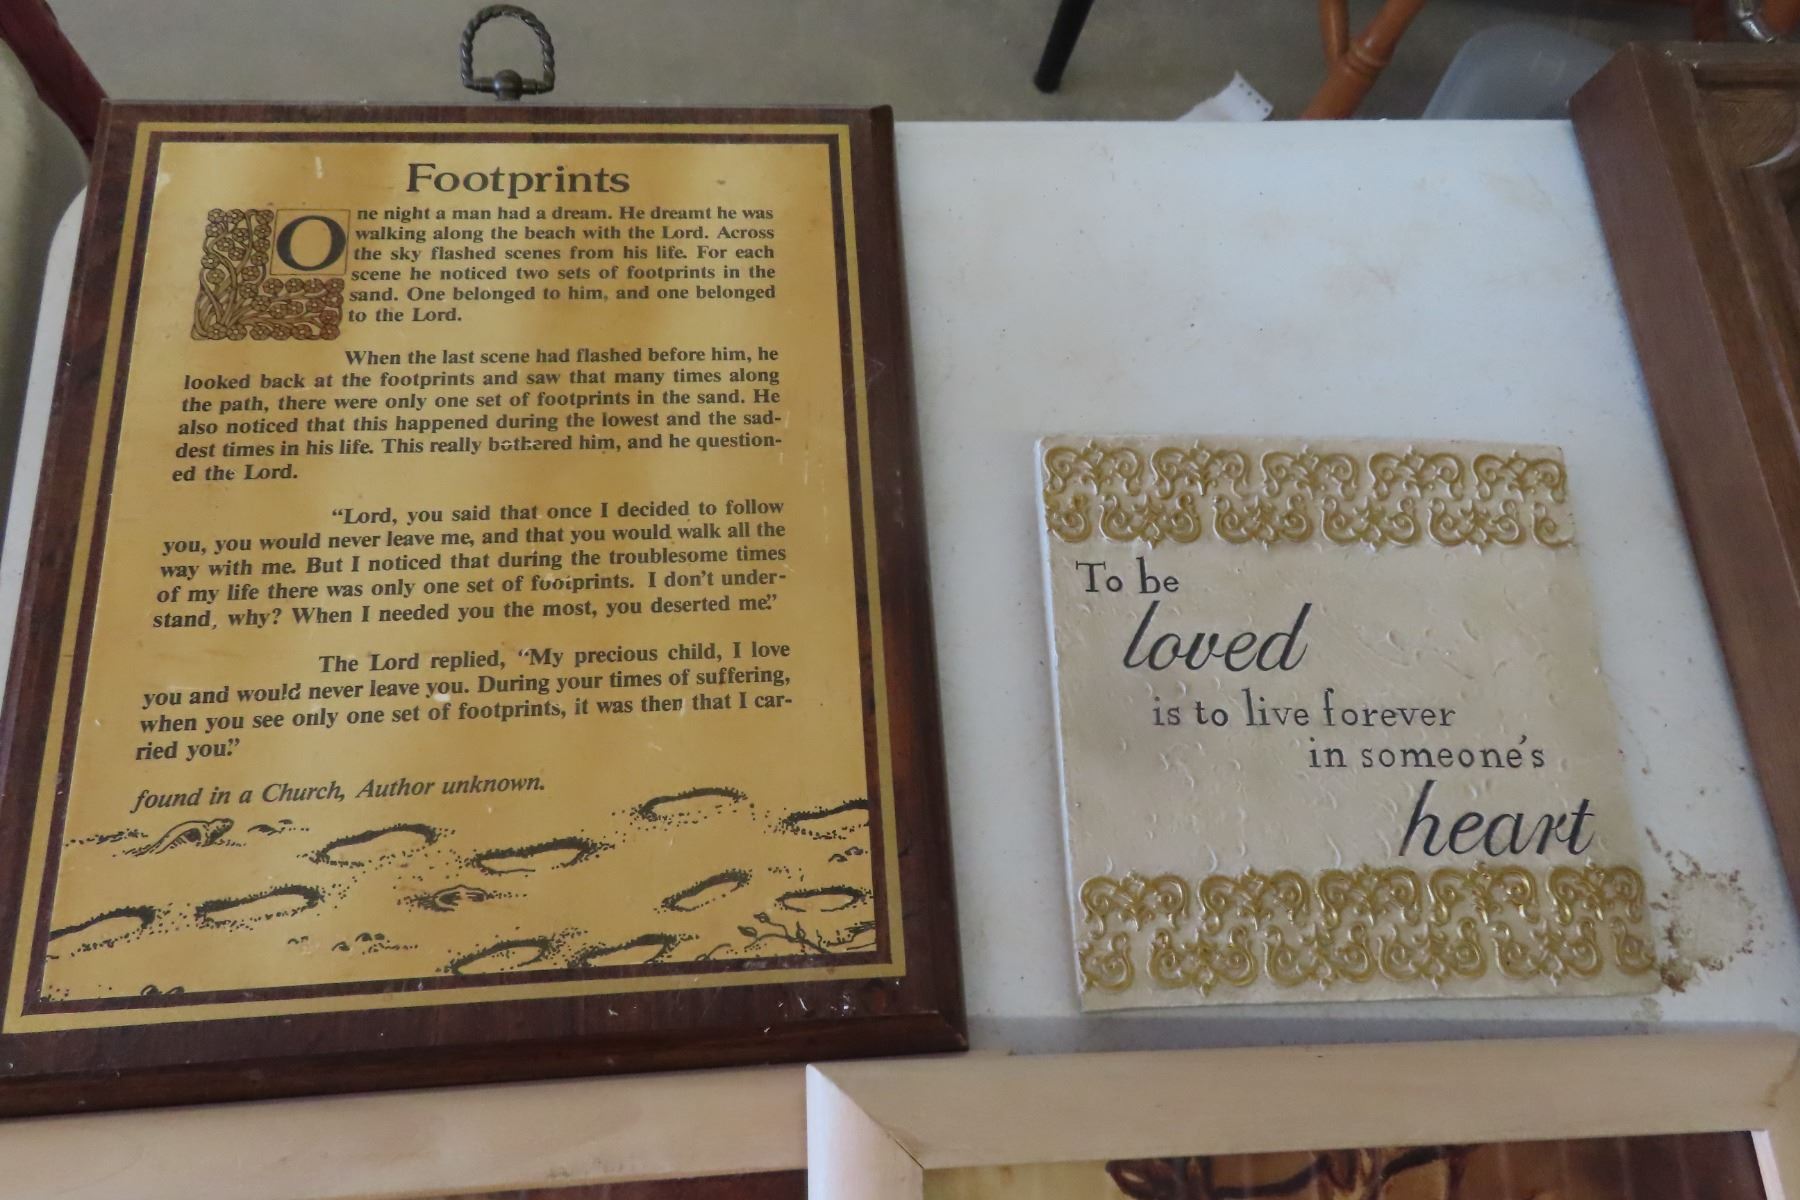 Footprints
One night a man had a dream. He dreamt he was
walking along the beach with the Lord. Across
the sky flashed scenes from his life. For each
scene he noticed two sets of footprints in the
sand. One belonged to him, and one belonged
to the Lord.
When the last scene had flashed before him, he
looked back at the footprints and saw that many times along
the path, there were only one set of footprints in the sand. He
also noticed that this happened during the lowest and the sad-
dest times in his life. This really bothered him, and he question-
ed the Lord.
“Lord, you said that once I decided to follow
you, you would never leave me, and that you would walk all the
way with me. But I noticed that during the troublesome times
of my life there was only one set of footprints. I don't under-
stand, why? When I needed you the most, you deserted me.”
The Lord replied, “My precious child, I love
you and would never leave you. During your times of suffering,
when you see only one set of footprints, it was then that I car-
ried you.”
found in a Church, Author unknown.
To be
loved
is to live forever
in someone's
heart